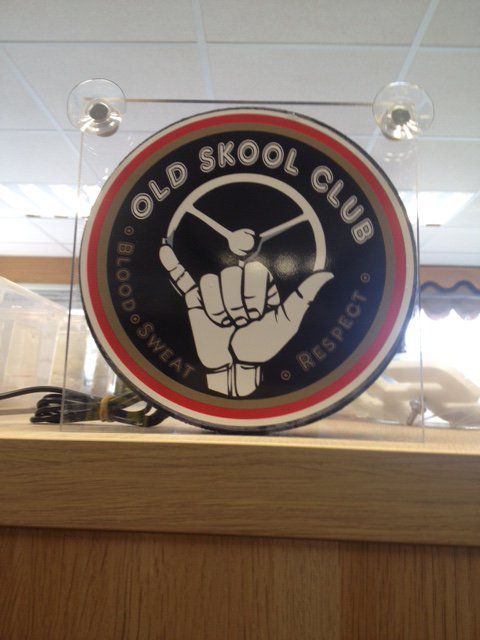 OLD SKOOL CLUB
BLOOD
SWEAT
RESPECT